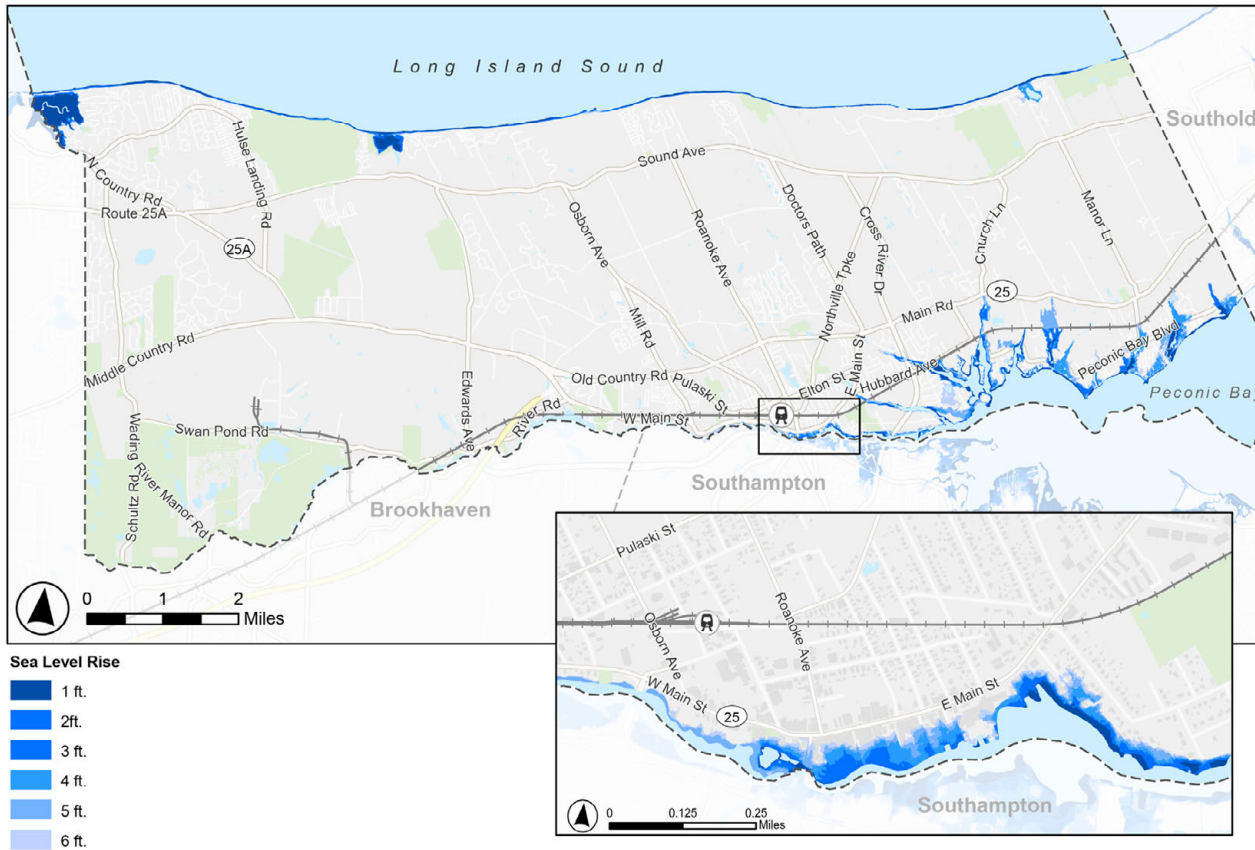 Long Island Sound
Southold
N Country Rd
Hulse Landing Rd
Route 25A
25A
Sound Ave
Osborn Ave
Roanoke Ave
Doctors Path
Cross River Dr
Northville Tpke
Church Ln
Manor Ln
25
Main Rd
Mill Rd
Middle Country Rd
Edwards Ave
Old Country Rd
Pulaski St
Elton St
E Main St
Hubbard Ave
Peconic Bay Blvd
Peconic Bay
River Rd
W Main St
Swan Pond Rd
Wading Rd
Schultz Rd
River Manor Rd
Brookhaven
Southampton
0 1 2
Miles
Pulaski St
Osborn Ave
Roanoke Ave
W Main St
25
E Main St
Southampton
0 0.125 0.25
Miles
Sea Level Rise
1 ft.
2ft.
3 ft.
4 ft.
5 ft.
6 ft.